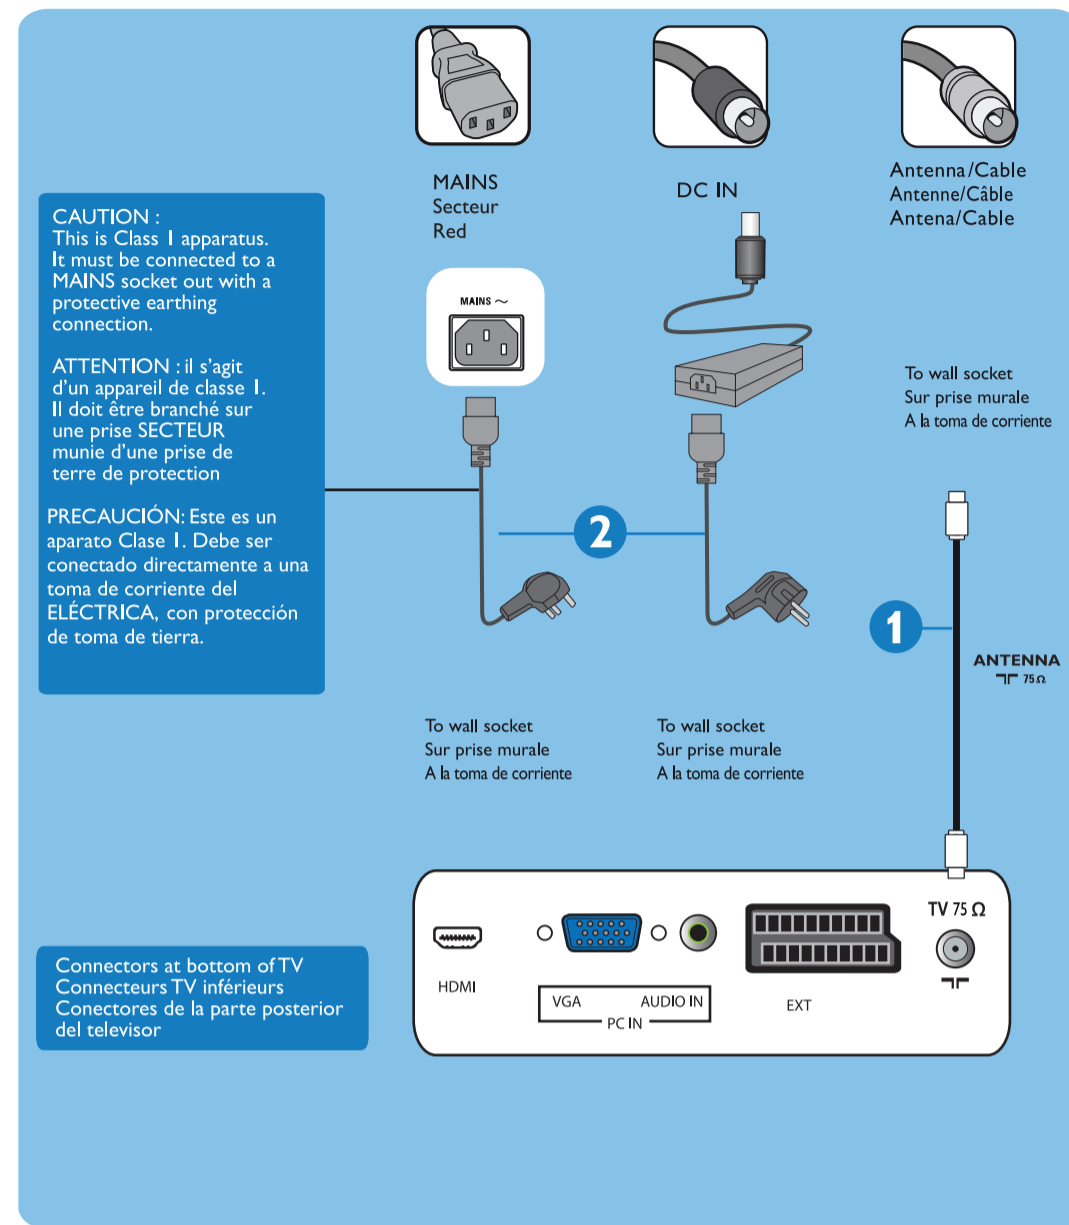 MAINS
Secteur
Red
DC IN
Antenna/Cable
Antenne/Câble
Antena/Cable
CAUTION :
This is Class 1 apparatus.
It must be connected to a
MAINS socket out with a
protective earthing
connection.
ATTENTION : il s'agit
d'un appareil de classe 1.
Il doit être branché sur
une prise SECTEUR
munie d'une prise de
terre de protection
PRECAUCIÓN: Este es un
aparato Clase 1. Debe ser
conectado directamente a una
toma de corriente del
ELÉCTRICA, con protección
de toma de tierra.
MAINS ~
To wall socket
Sur prise murale
A la toma de corriente
2
1
ANTENNA
75Ω
To wall socket
Sur prise murale
A la toma de corriente
To wall socket
Sur prise murale
A la toma de corriente
Connectors at bottom of TV
Connecteurs TV inférieurs
Conectores de la parte posterior
del televisor
HDMI
VGA AUDIO IN
PC IN
EXT
TV 75 Ω